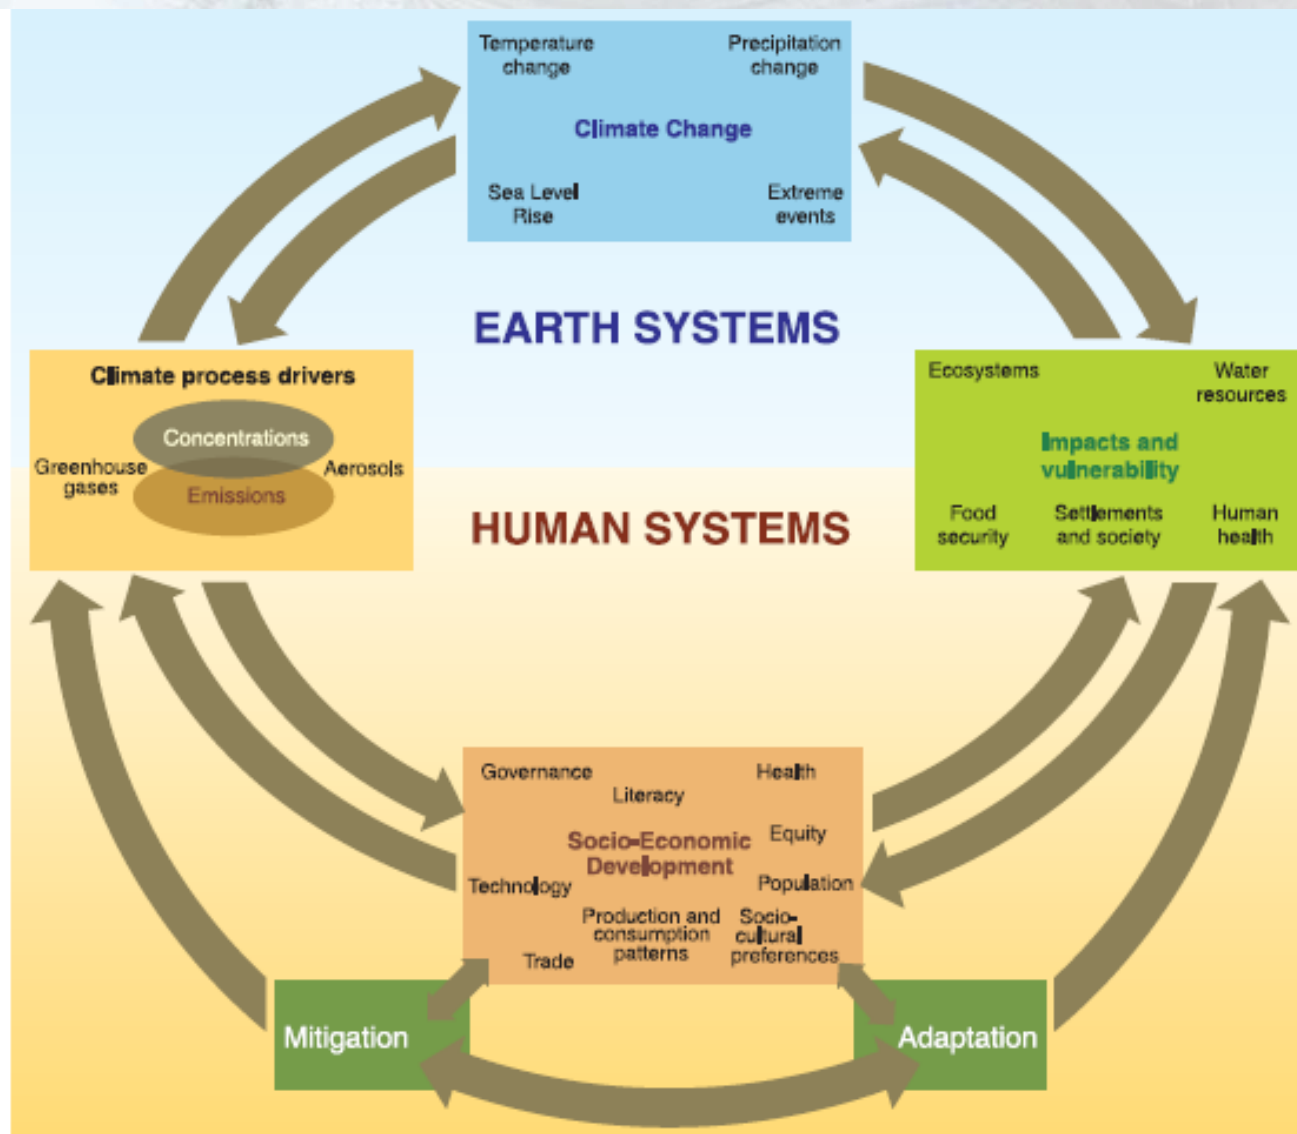 Temperature
change
Precipitation
change
Climate Change
Sea Level
Rise
Extreme
events
EARTH SYSTEMS
Climate process drivers
Concentrations
Greenhouse
gases
Aerosols
Emissions
Ecosystems
Water
resources
Impacts and
vulnerability
Food
security
Settlements
and society
Human
health
HUMAN SYSTEMS
Governance
Literacy
Health
Socio-Economic
Development
Equity
Technology
Population
Production and
consumption
patterns
Socio-
cultural
preferences
Trade
Mitigation
Adaptation